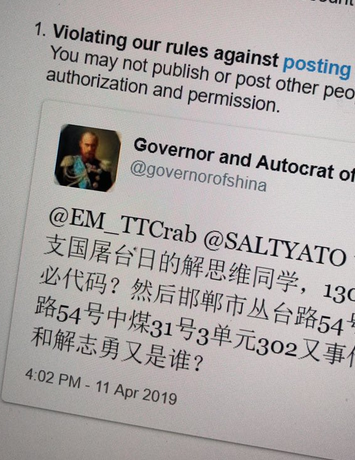 1. Violating our rules against posting
You may not publish or post other
authorization and permission.
Governor and Autocrat of
@governorofshina
@EM_TTCrab @SALTYATO
支国屠台日的解思维同学，130
必代码？然后邯郸市丛台路54号
路54号中煤31号3单元302又事
和解志勇又是谁？
4:02 PM - 11 Apr 2019